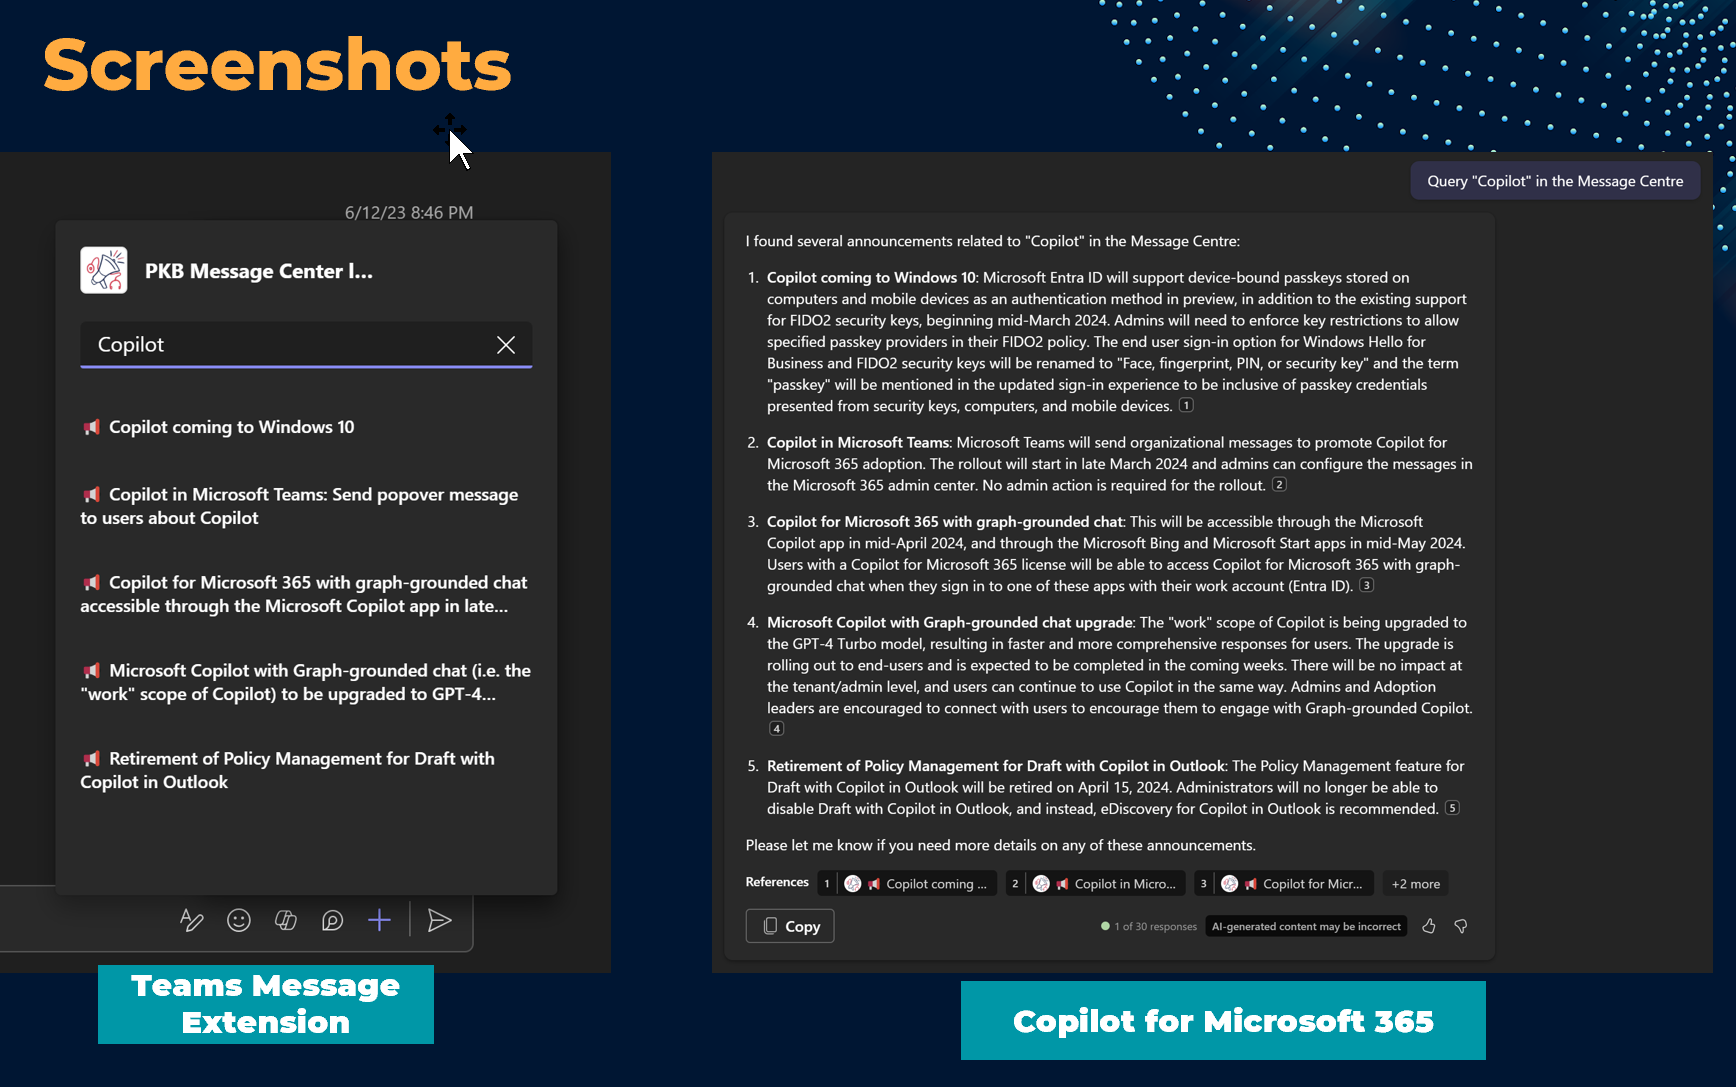 Screenshots
6/12/23 8:46 PM
PKB Message Center I...
Copilot
Copilot coming to Windows 10
Copilot in Microsoft Teams: Send popover message
to users about Copilot
Copilot for Microsoft 365 with graph-grounded chat
accessible through the Microsoft Copilot app in late...
Microsoft Copilot with Graph-grounded chat (i.e. the
"work" scope of Copilot) to be upgraded to GPT-4...
Retirement of Policy Management for Draft with
Copilot in Outlook
Teams Message
Extension
Query "Copilot" in the Message Centre
I found several announcements related to "Copilot" in the Message Centre:
1. Copilot coming to Windows 10: Microsoft Entra ID will support device-bound passkeys stored on
computers and mobile devices as an authentication method in preview, in addition to the existing support
for FIDO2 security keys, beginning mid-March 2024. Admins will need to enforce key restrictions to allow
specified passkey providers in their FIDO2 policy. The end user sign-in option for Windows Hello for
Business and FIDO2 security keys will be renamed to "Face, fingerprint, PIN, or security key" and the term
"passkey" will be mentioned in the updated sign-in experience to be inclusive of passkey credentials
presented from security keys, computers, and mobile devices. 1
2. Copilot in Microsoft Teams: Microsoft Teams will send organizational messages to promote Copilot for
Microsoft 365 adoption. The rollout will start in late March 2024 and admins can configure the messages in
the Microsoft 365 admin center. No admin action is required for the rollout. 2
3. Copilot for Microsoft 365 with graph-grounded chat: This will be accessible through the Microsoft
Copilot app in mid-April 2024, and through the Microsoft Bing and Microsoft Start apps in mid-May 2024.
Users with a Copilot for Microsoft 365 license will be able to access Copilot for Microsoft 365 with graph-
grounded chat when they sign in to one of these apps with their work account (Entra ID). 3
4. Microsoft Copilot with Graph-grounded chat upgrade: The "work" scope of Copilot is being upgraded to
the GPT-4 Turbo model, resulting in faster and more comprehensive responses for users. The upgrade is
rolling out to end-users and is expected to be completed in the coming weeks. There will be no impact at
the tenant/admin level, and users can continue to use Copilot in the same way. Admins and Adoption
leaders are encouraged to connect with users to encourage them to engage with Graph-grounded Copilot.
4
5. Retirement of Policy Management for Draft with Copilot in Outlook: The Policy Management feature for
Draft with Copilot in Outlook will be retired on April 15, 2024. Administrators will no longer be able to
disable Draft with Copilot in Outlook, and instead, eDiscovery for Copilot in Outlook is recommended. 5
Please let me know if you need more details on any of these announcements.
References 1 Copilot coming ... 2 Copilot in Micro... 3 Copilot for Micr... +2 more
Copy 1 of 30 responses AI-generated content may be incorrect
Copilot for Microsoft 365